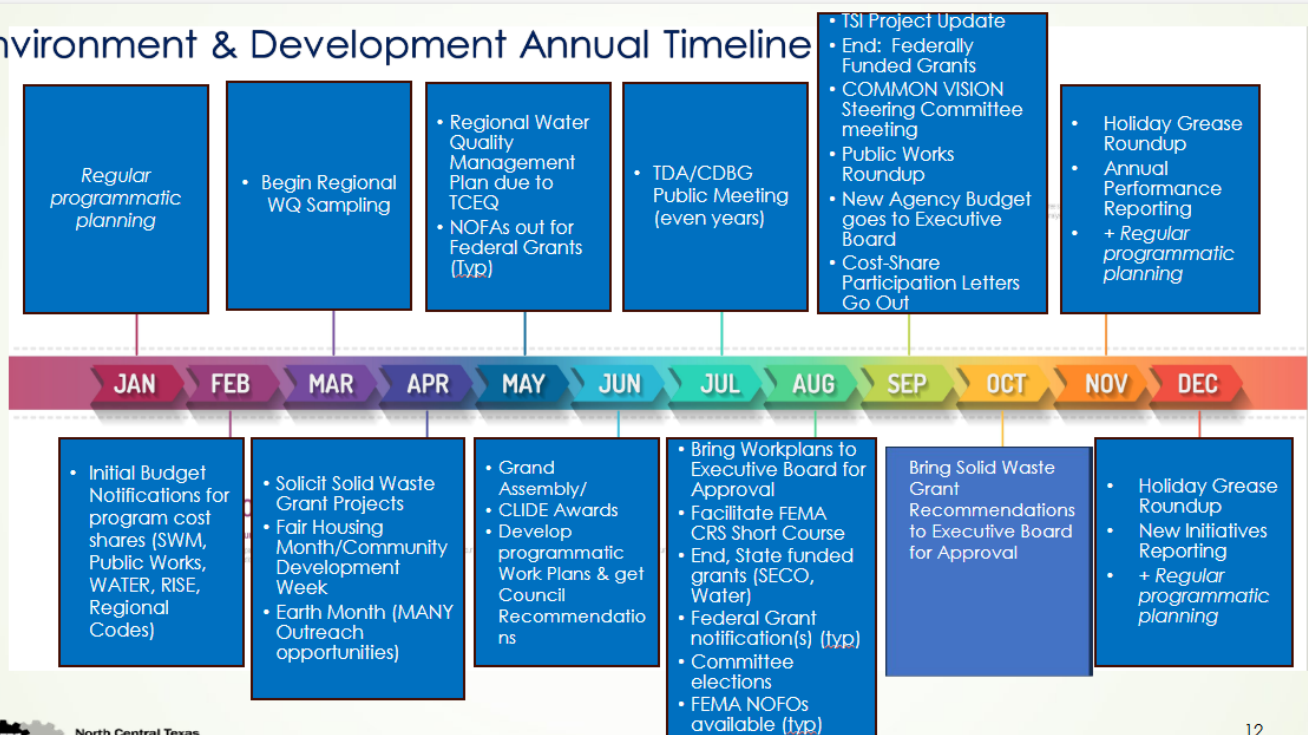 nvironment & Development Annual Timeline
Regular
programmatic
planning
• Begin Regional
WQ Sampling
• Regional Water
Quality
Management
Plan due to
TCEQ
• NOFAs out for
Federal Grants
(Typ)
• TDA/CDBG
Public Meeting
(even years)
• TSI Project Update
• End: Federally
Funded Grants
• COMMON VISION
Steering Committee
meeting
• Public Works
Roundup
• New Agency Budget
goes to Executive
Board
• Cost-Share
Participation Letters
Go Out
• Holiday Grease
Roundup
• Annual
Performance
Reporting
• + Regular
programmatic
planning
JAN FEB MAR APR MAY JUN JUL AUG SEP OCT NOV DEC
• Initial Budget
Notifications for
program cost
shares (SWM,
Public Works,
WATER, RISE,
Regional
Codes)
• Solicit Solid Waste
Grant Projects
• Fair Housing
Month/Community
Development
Week
• Earth Month (MANY
Outreach
opportunities)
• Grand
Assembly/
• CLIDE Awards
• Develop
programmatic
Work Plans & get
Council
Recommendatio
ns
• Bring Workplans to
Executive Board for
Approval
• Facilitate FEMA
CRS Short Course
• End, State funded
grants (SECO,
Water)
• Federal Grant
notification(s) (typ)
• Committee
elections
• FEMA NOFOs
available (typ)
Bring Solid Waste
Grant
Recommendations
to Executive Board
for Approval
• Holiday Grease
Roundup
• New Initiatives
Reporting
• + Regular
programmatic
planning
North Central Texas
12